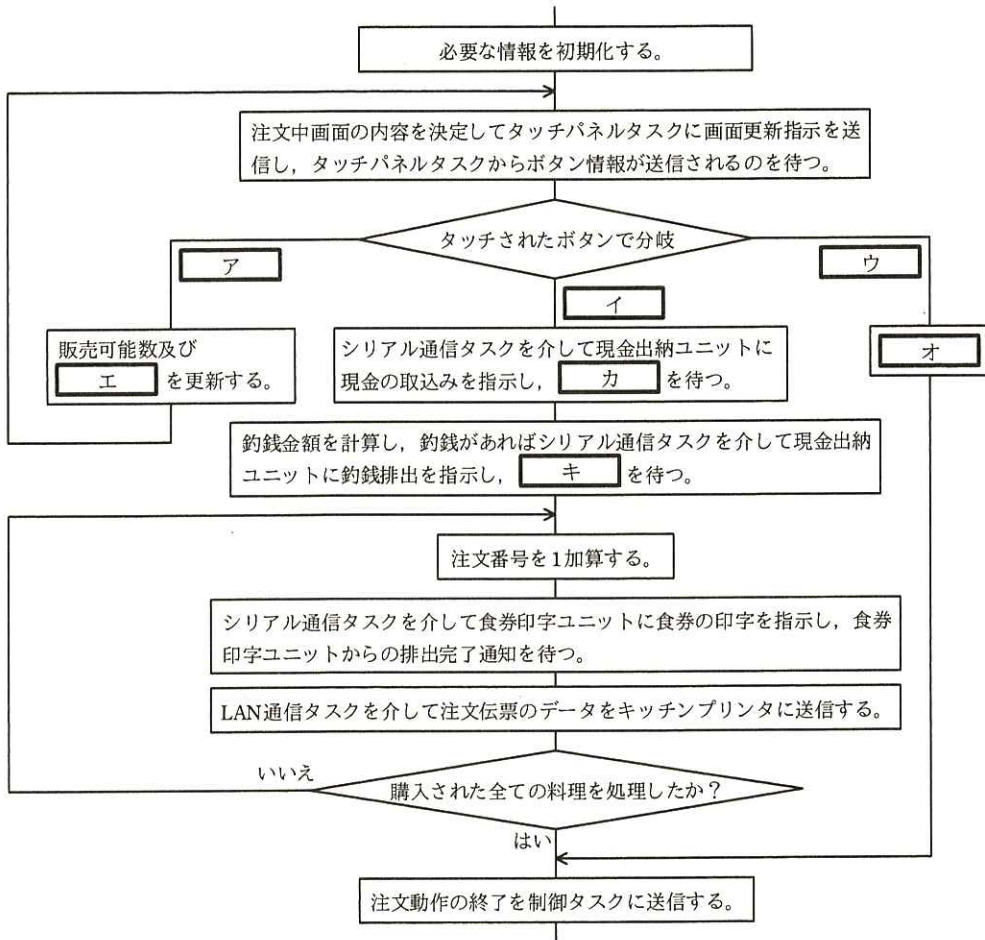 必要な情報を初期化する。
注文中画面の内容を決定してタッチパネルタスクに画面更新指示を送
信し，タッチパネルタスクからボタン情報が送信されるのを待つ。
タッチされたボタンで分岐
ア
ウ
イ
販売可能数及び
エ を更新する。
シリアル通信タスクを介して現金出納ユニットに
現金の取込みを指示し， カ を待つ。
オ
釣銭金額を計算し，釣銭があればシリアル通信タスクを介して現金出納
ユニットに釣銭排出を指示し， キ を待つ。
注文番号を1加算する。
シリアル通信タスクを介して食券印字ユニットに食券の印字を指示し，食券
印字ユニットからの排出完了通知を待つ。
LAN通信タスクを介して注文伝票のデータをキッチンプリンタに送信する。
いいえ
購入された全ての料理を処理したか？
はい
注文動作の終了を制御タスクに送信する。